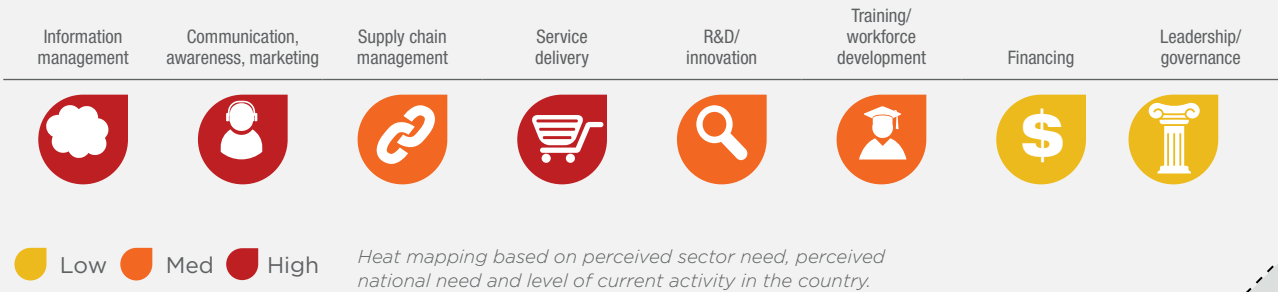 Information
management
Communication,
awareness, marketing
Supply chain
management
Service
delivery
R&D/
innovation
Training/
workforce
development
Financing
Leadership/
governance
$
Low
Med
High
Heat mapping based on perceived sector need, perceived
national need and level of current activity in the country.